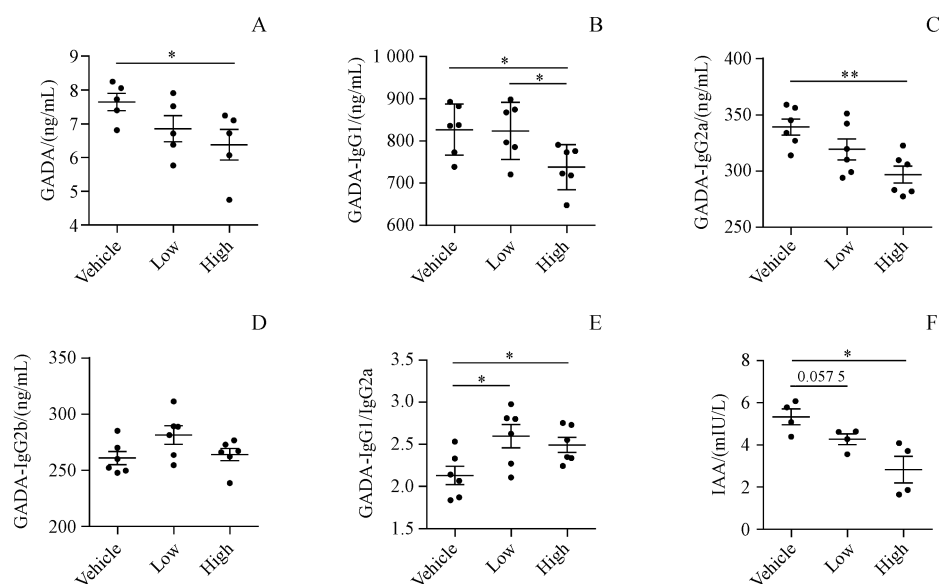 A
GADA/(ng/mL)
9
8
7
6
5
4
*
Vehicle
Low
High
B
GADA-IgG1/(ng/mL)
1 000
900
800
700
600
*
*
Vehicle
Low
High
C
GADA-IgG2a/(ng/mL)
400
350
300
250
**
Vehicle
Low
High
D
GADA-IgG2b/(ng/mL)
350
300
250
200
Vehicle
Low
High
E
GADA-IgG1/IgG2a
3.5
3.0
2.5
2.0
1.5
*
*
Vehicle
Low
High
F
IAA/(mIU/L)
8
6
4
2
0
*
0.057 5
Vehicle
Low
High